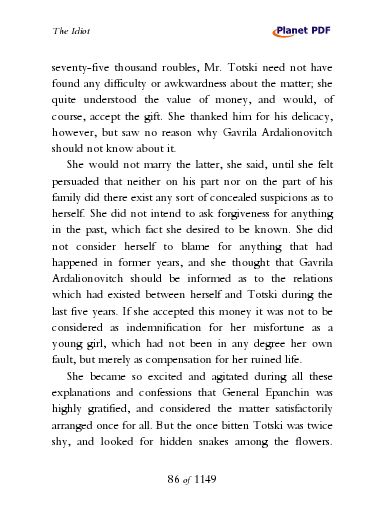 The Idiot
Planet PDF
seventy-five thousand roubles, Mr. Totski need not have
found any difficulty or awkwardness about the matter; she
quite understood the value of money, and would, of
course, accept the gift. She thanked him for his delicacy,
however, but saw no reason why Gavrila Ardalionovitch
should not know about it.
She would not marry the latter, she said, until she felt
persuaded that neither on his part nor on the part of his
family did there exist any sort of concealed suspicions as to
herself. She did not intend to ask forgiveness for anything
in the past, which fact she desired to be known. She did
not consider herself to blame for anything that had
happened in former years, and she thought that Gavrila
Ardalionovitch should be informed as to the relations
which had existed between herself and Totski during the
last five years. If she accepted this money it was not to be
considered as indemnification for her misfortune as a
young girl, which had not been in any degree her own
fault, but merely as compensation for her ruined life.
She became so excited and agitated during all these
explanations and confessions that General Epanchin was
highly gratified, and considered the matter satisfactorily
arranged once for all. But the once bitten Totski was twice
shy, and looked for hidden snakes among the flowers.
86 of 1149